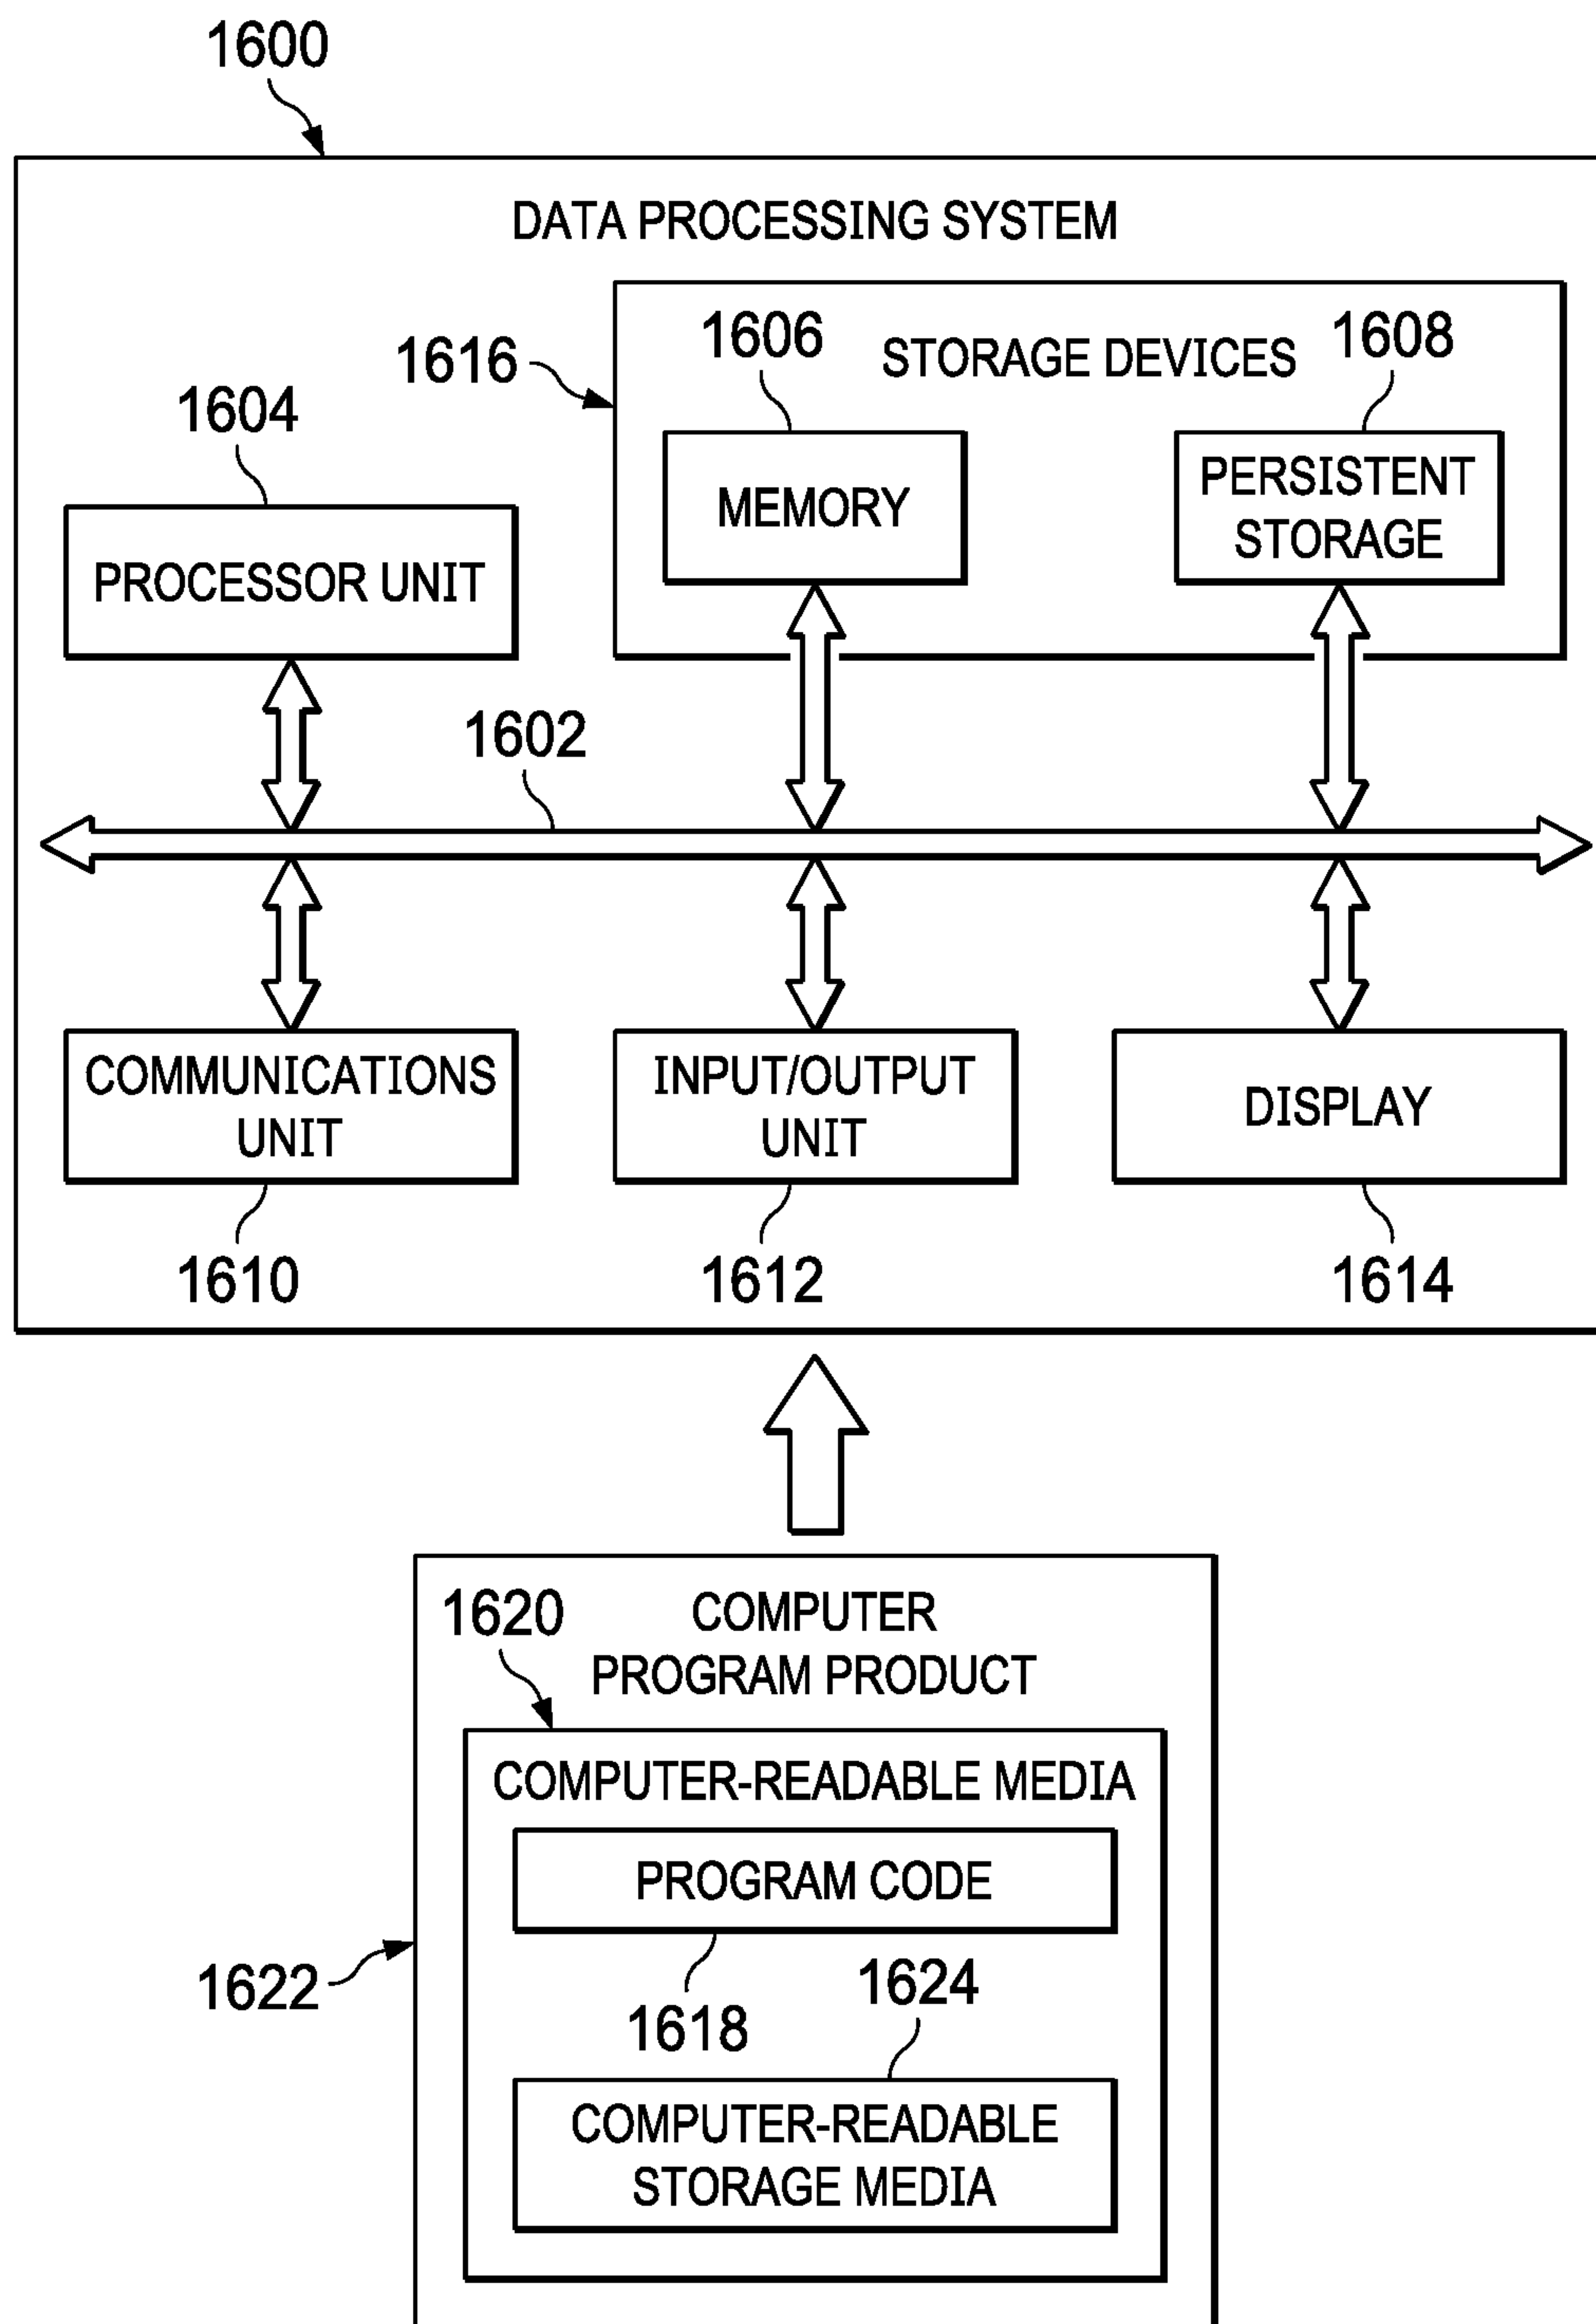 1600
DATA PROCESSING SYSTEM
1616
1606
STORAGE DEVICES
1608
1604
MEMORY
PERSISTENT
STORAGE
PROCESSOR UNIT
1602
COMMUNICATIONS
UNIT
INPUT/OUTPUT
UNIT
DISPLAY
1610
1612
1614
1620
COMPUTER
PROGRAM PRODUCT
COMPUTER-READABLE MEDIA
PROGRAM CODE
1622
1618
1624
COMPUTER-READABLE
STORAGE MEDIA